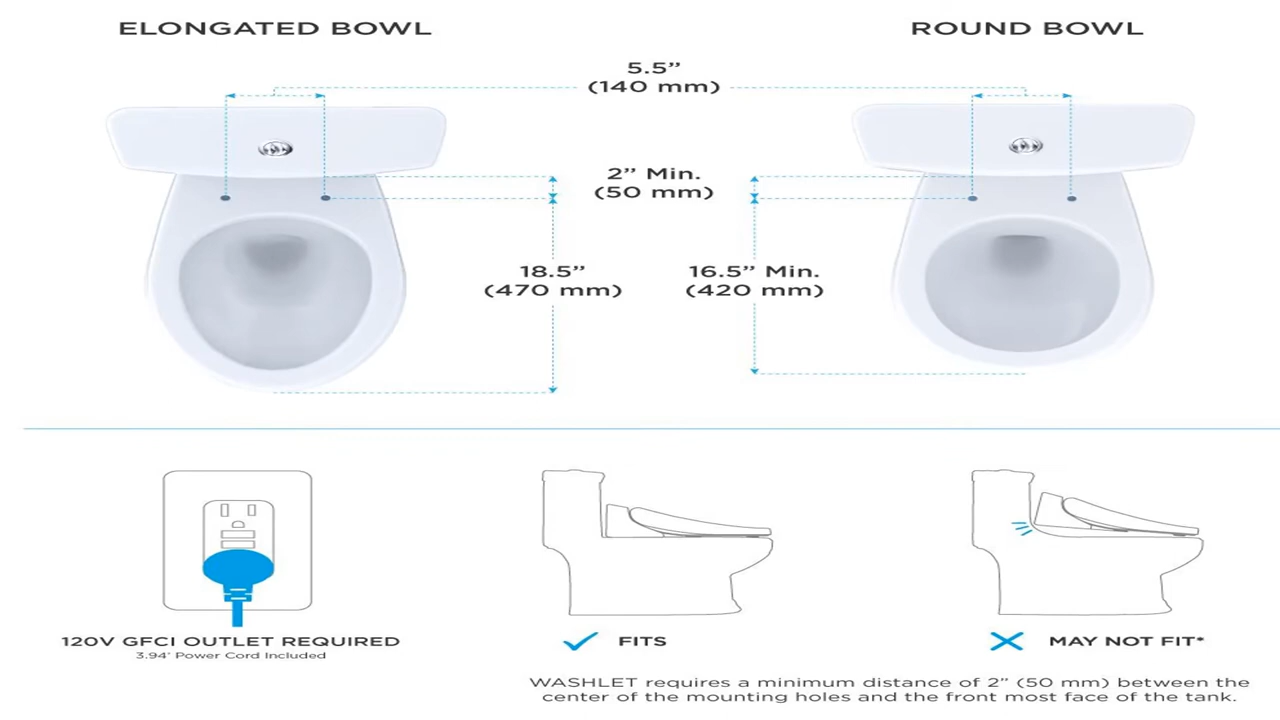 ELONGATED BOWL
ROUND BOWL
5.5”
(140 mm)
2” Min.
(50 mm)
18.5”
(470 mm)
16.5” Min.
(420 mm)
120V GFCI OUTLET REQUIRED
3.94' Power Cord Included
FITS
MAY NOT FIT*
WASHLET requires a minimum distance of 2” (50 mm) between the
center of the mounting holes and the front most face of the tank.